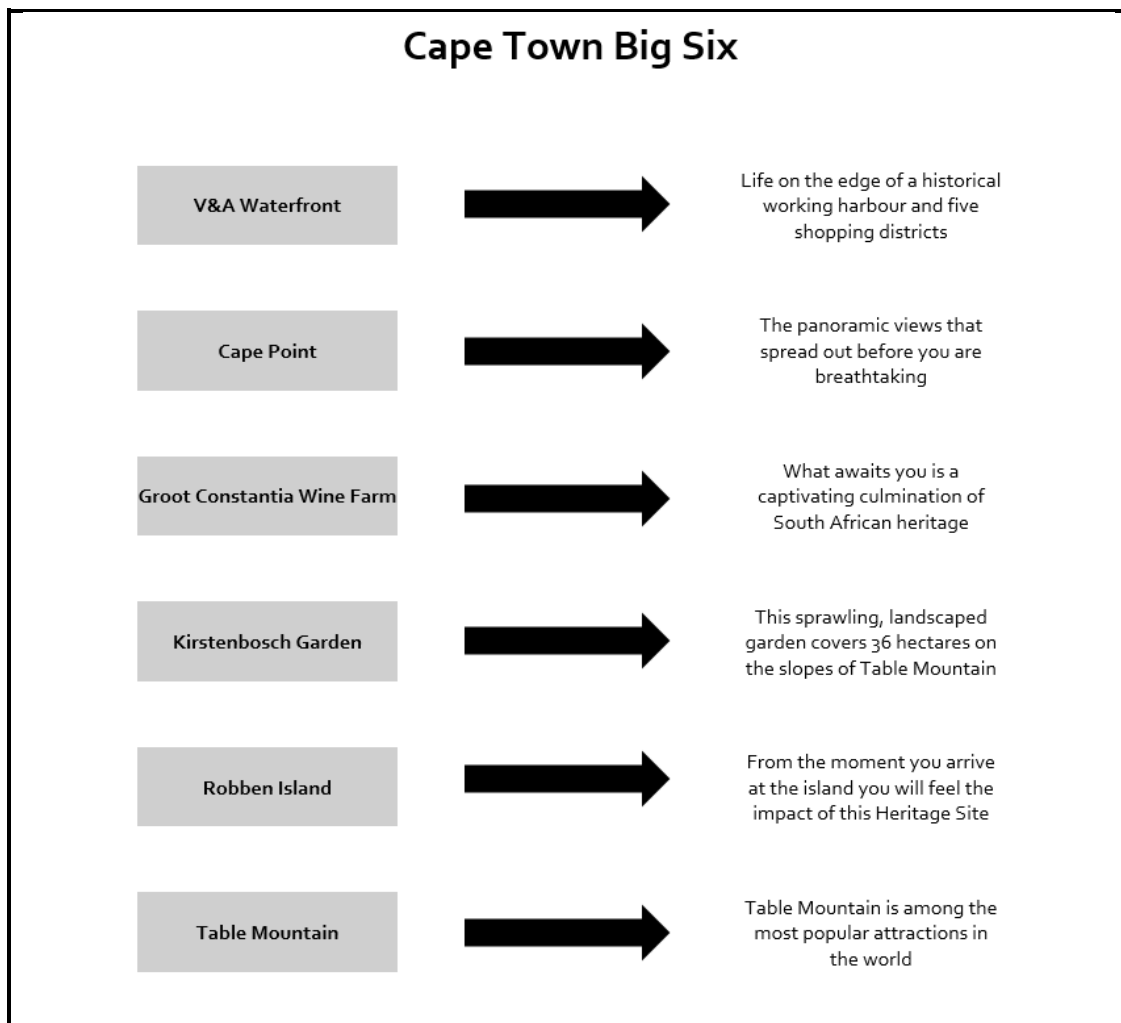 Cape Town Big Six
V&A Waterfront
Life on the edge of a historical
working harbour and five
shopping districts
Cape Point
The panoramic views that
spread out before you are
breathtaking
Groot Constantia Wine Farm
What awaits you is a
captivating culmination of
South African heritage
Kirstenbosch Garden
This sprawling, landscaped
garden covers 36 hectares on
the slopes of Table Mountain
Robben Island
From the moment you arrive
at the island you will feel the
impact of this Heritage Site
Table Mountain
Table Mountain is among the
most popular attractions in
the world